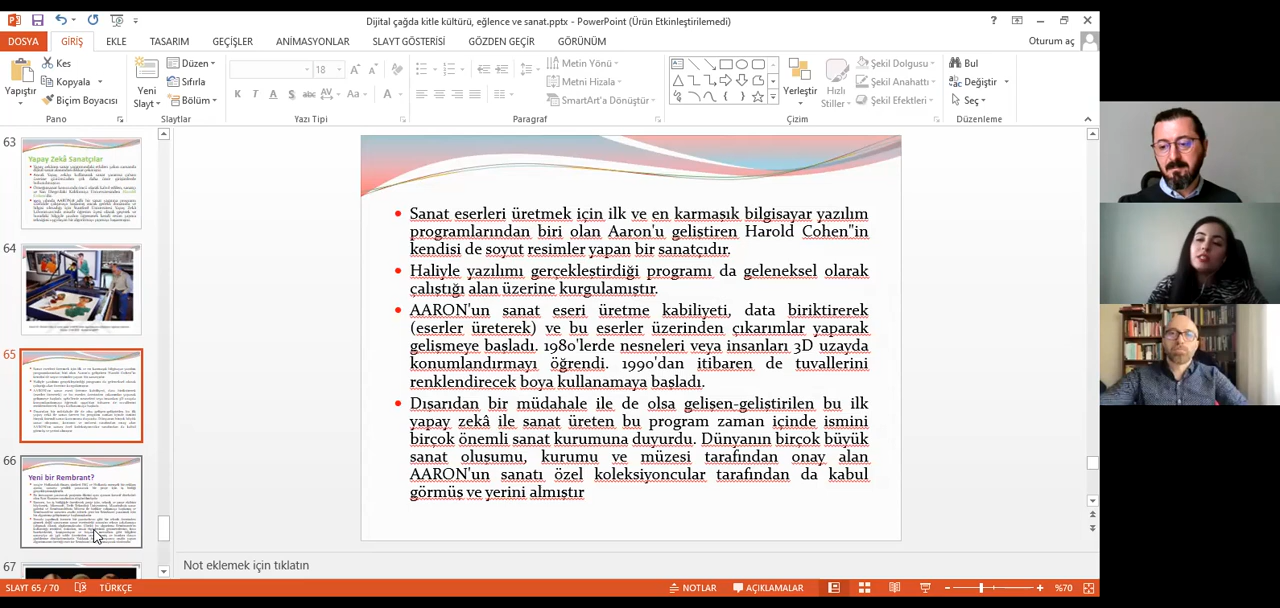 Dijital çağda kitle kültürü, eğlence ve sanat.pptx - PowerPoint (Ürün Etkinleştirilemedi)
DOSYA GİRİŞ EKLE TASARIM GEÇİŞLER ANİMASYONLAR SLAYT GÖSTERİSİ GÖZDEN GEÇİR GÖRÜNÜM Oturum aç
Yapıştır
Kes
Kopyala
Biçim Boyacısı
Pano
Yeni
Slayt
Düzen
Sıfırla
Bölüm
Slaytlar
18
K T A S abc AV Aa A
Yazı Tipi
Metin Yönü
Metni Hizala
SmartArt'a Dönüştür
Paragraf
Yerleştir
Hızlı
Stiller
Şekil Dolgusu
Şekil Anahattı
Şekil Efektleri
Çizim
Bul
Değiştir
Seç
Düzenleme
63
Yapay Zekâ Sanatçılar
64
65
66
Yeni bir Rembrant?
67
• Sanat eserleri üretmek için ilk ve en karmaşık bilgisayar yazılım
programlarından biri olan Aaron'u geliştiren Harold Cohen"in
kendisi de soyut resimler yapan bir sanatçıdır.
• Haliyle yazılımı gerçekleştirdiği programı da geleneksel olarak
çalıştığı alan üzerine kurgulamıştır.
• AARON'un sanat eseri üretme kabiliyeti, data biriktirerek
(eserler üreterek) ve bu eserler üzerinden çıkarımlar yaparak
gelişmeye başladı. 1980'lerde nesneleri veya insanları 3D uzayda
konumlandırmayı öğrendi. 1990'dan itibaren de tuvallerini
renklendirecek boya kullanamaya başladı.
• Dışarıdan bir müdahale ile de olsa gelişen-geliştirilen bu ilk
yapay zekâ ile sanat üreten bu program zaman içinde ismini
birçok önemli sanat kurumuna duyurdu. Dünyanın birçok büyük
sanat oluşumu, kurumu ve müzesi tarafından onay alan
AARON'un sanatı özel koleksiyoncular tarafından da kabul
görmüş ve yerini almıştır
Not eklemek için tıklatın
SLAYT 65 / 70 TÜRKÇE NOTLAR AÇIKLAMALAR %70